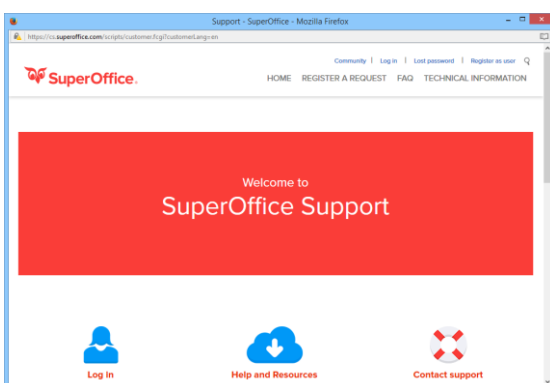 Support - SuperOffice - Mozilla Firefox
https://cs.superoffice.com/scripts/customer.fcgi?customerLang=en
Community | Log in | Lost password | Register as user
SuperOffice.
HOME REGISTER A REQUEST FAQ TECHNICAL INFORMATION
Welcome to
SuperOffice Support
Log in Help and Resources Contact support